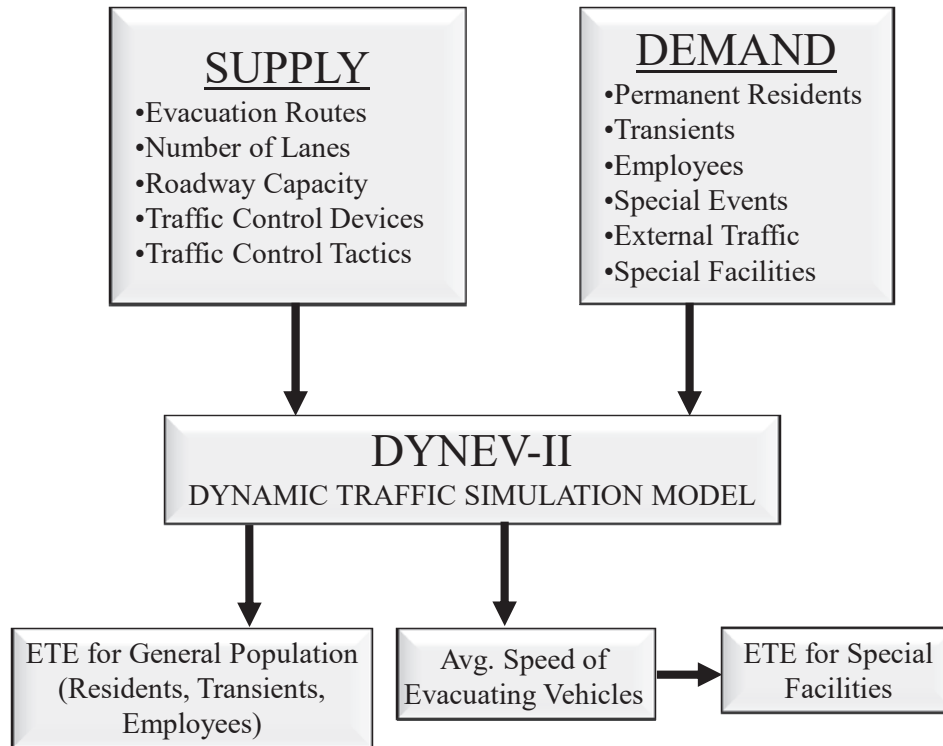 SUPPLY
•Evacuation Routes
•Number of Lanes
•Roadway Capacity
•Traffic Control Devices
•Traffic Control Tactics
DEMAND
•Permanent Residents
•Transients
•Employees
•Special Events
•External Traffic
•Special Facilities
DYNEV-II
DYNAMIC TRAFFIC SIMULATION MODEL
ETE for General Population
(Residents, Transients,
Employees)
Avg. Speed of
Evacuating Vehicles
ETE for Special
Facilities